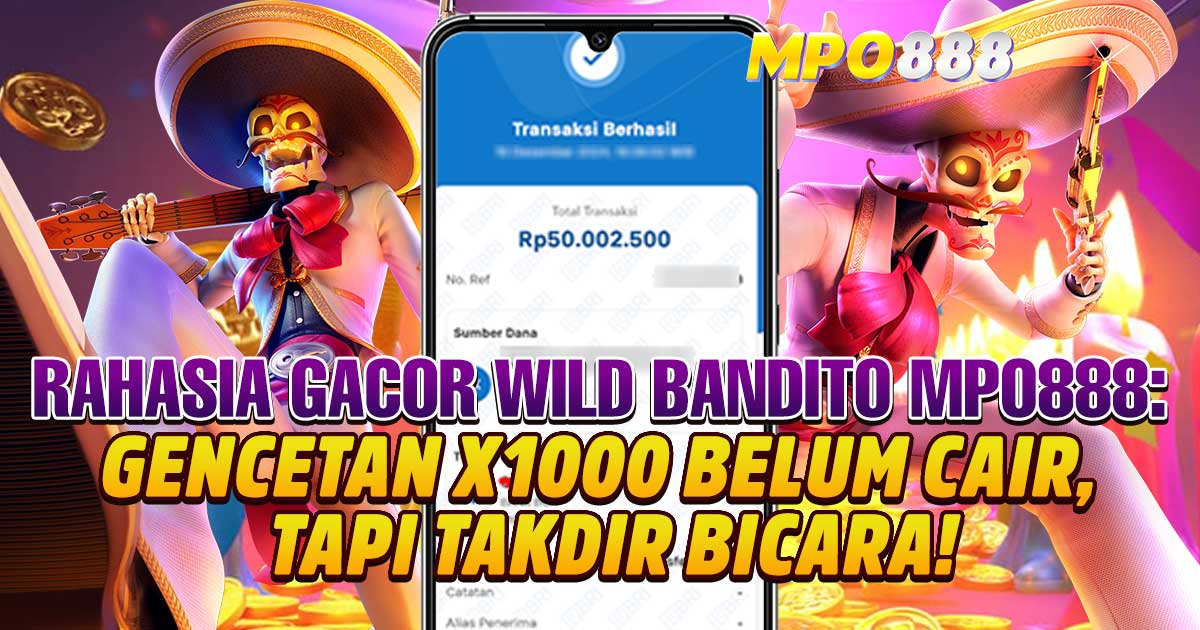 MPO888
Transaksi Berhasil
Total Transaksi
Rp50.002.500
No. Ref
Sumber Dana
RAHASIA GACOR WILD BANDITO MPO888:
GENCETAN X1000 BELUM CAIR,
TAPI TAKDIR BICARA!
Catatan
-
Alias Penerima
-